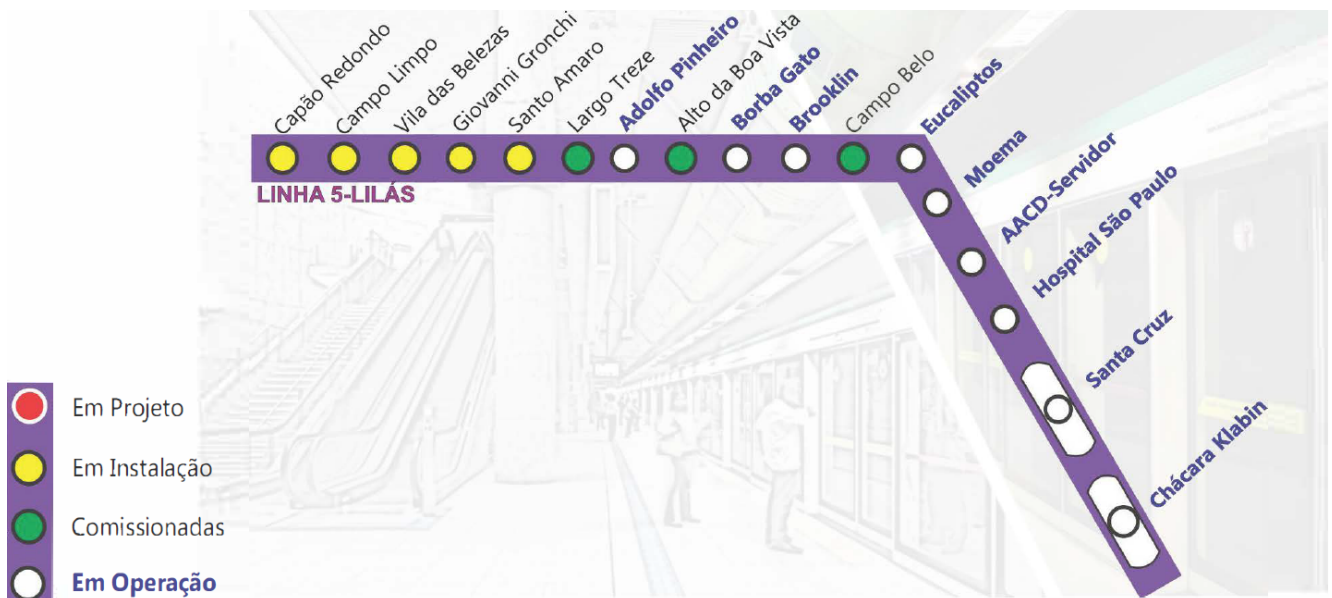 Capão Redondo
Campo Limpo
Vila das Belezas
Giovanni Gronchi
Santo Amaro
Largo Treze
Adolfo Pinheiro
Alto da Boa Vista
Borba Gato
Brooklin
Campo Belo
Eucaliptos
Moema
AACD-Servidor
Hospital São Paulo
Santa Cruz
Chácara Klabin
LINHA 5-LILÁS
Em Projeto
Em Instalação
Comissionadas
Em Operação